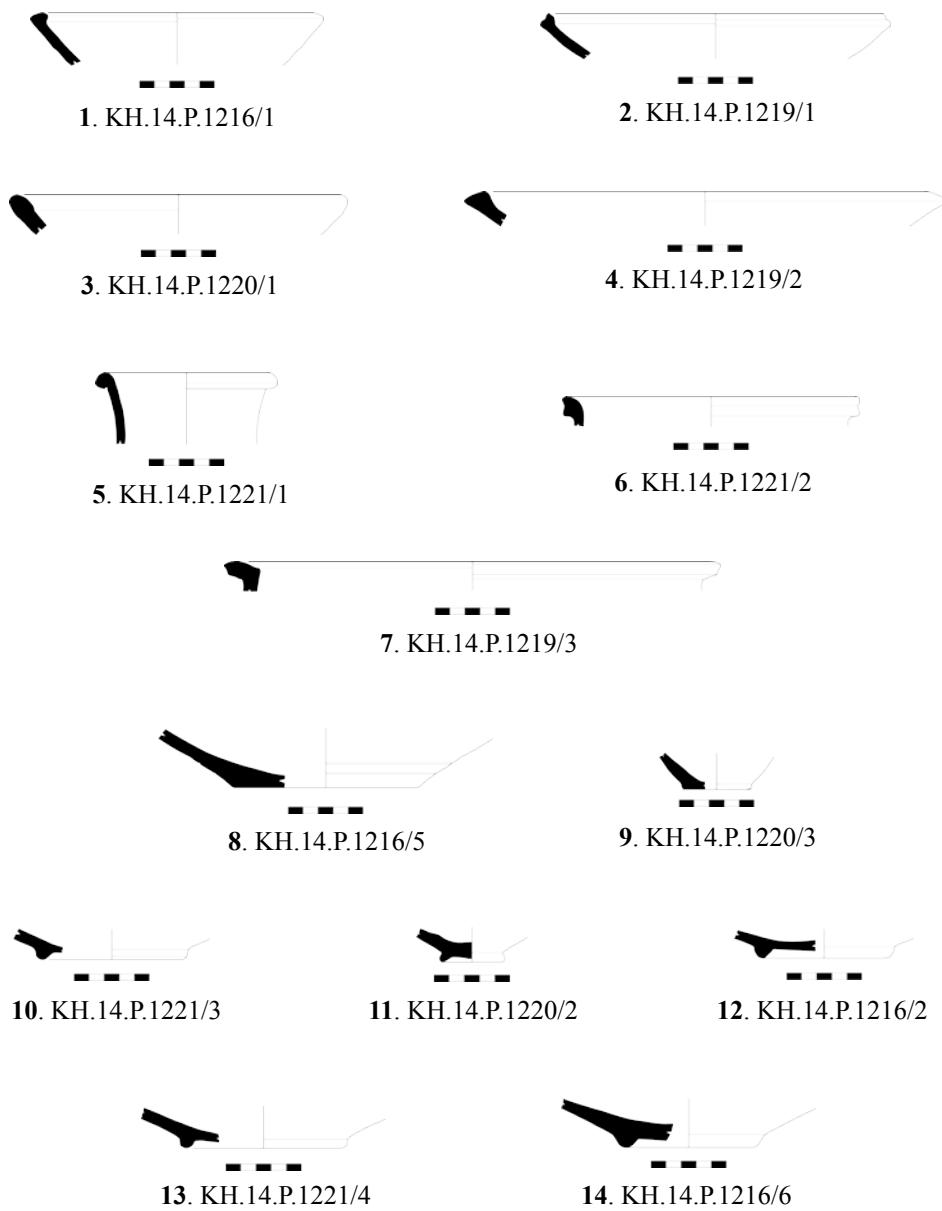 1. KH.14.P.1216/1
2. KH.14.P.1219/1
3. KH.14.P.1220/1
4. KH.14.P.1219/2
5. KH.14.P.1221/1
6. KH.14.P.1221/2
7. KH.14.P.1219/3
8. KH.14.P.1216/5
9. KH.14.P.1220/3
10. KH.14.P.1221/3
11. KH.14.P.1220/2
12. KH.14.P.1216/2
13. KH.14.P.1221/4
14. KH.14.P.1216/6